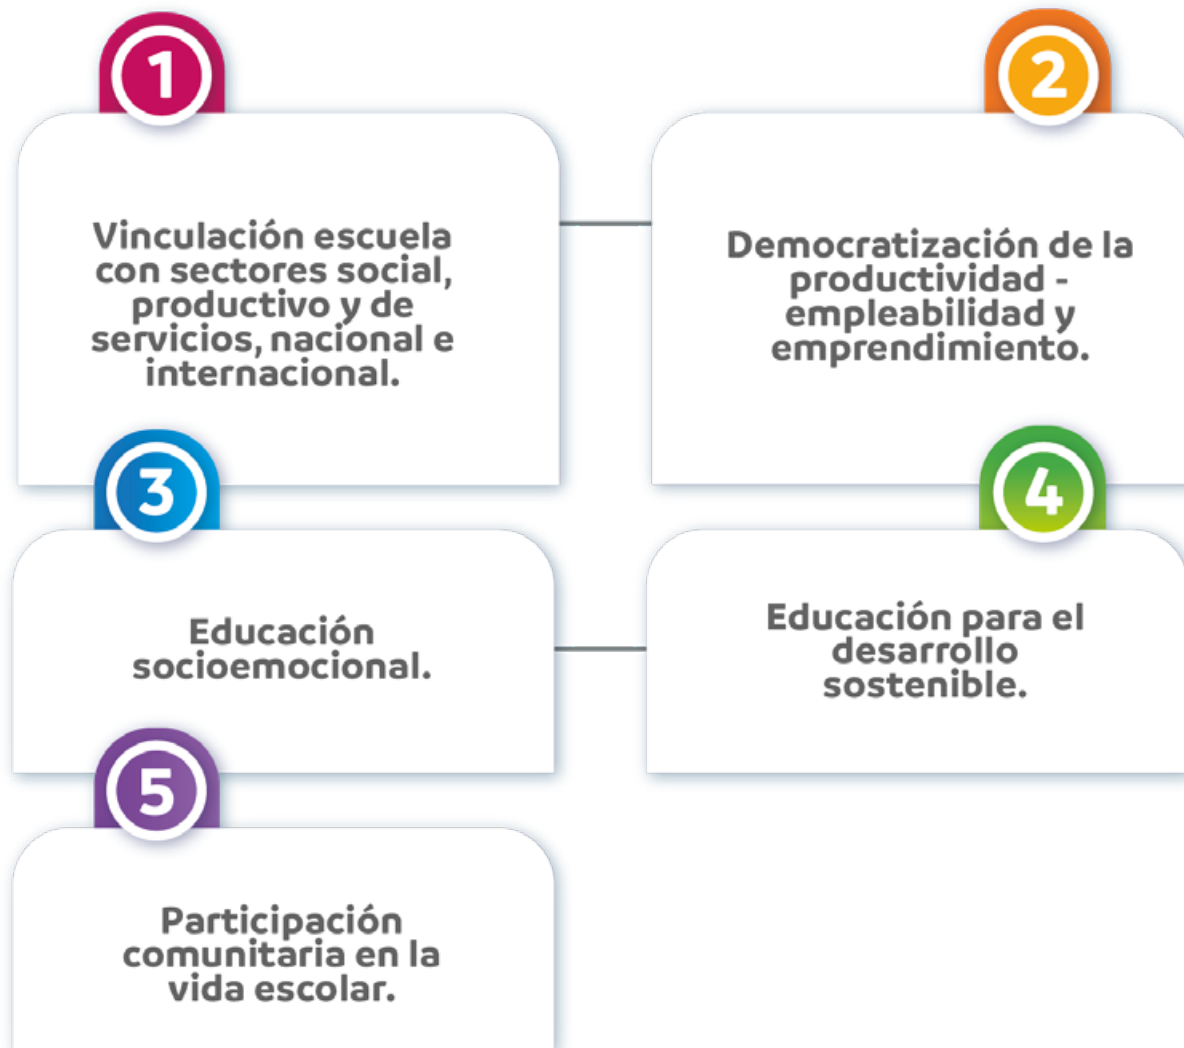 1
Vinculación escuela
con sectores social,
productivo y de
servicios, nacional e
internacional.
2
Democratización de la
productividad -
empleabilidad y
emprendimiento.
3
Educación
socioemocional.
4
Educación para el
desarrollo
sostenible.
5
Participación
comunitaria en la
vida escolar.